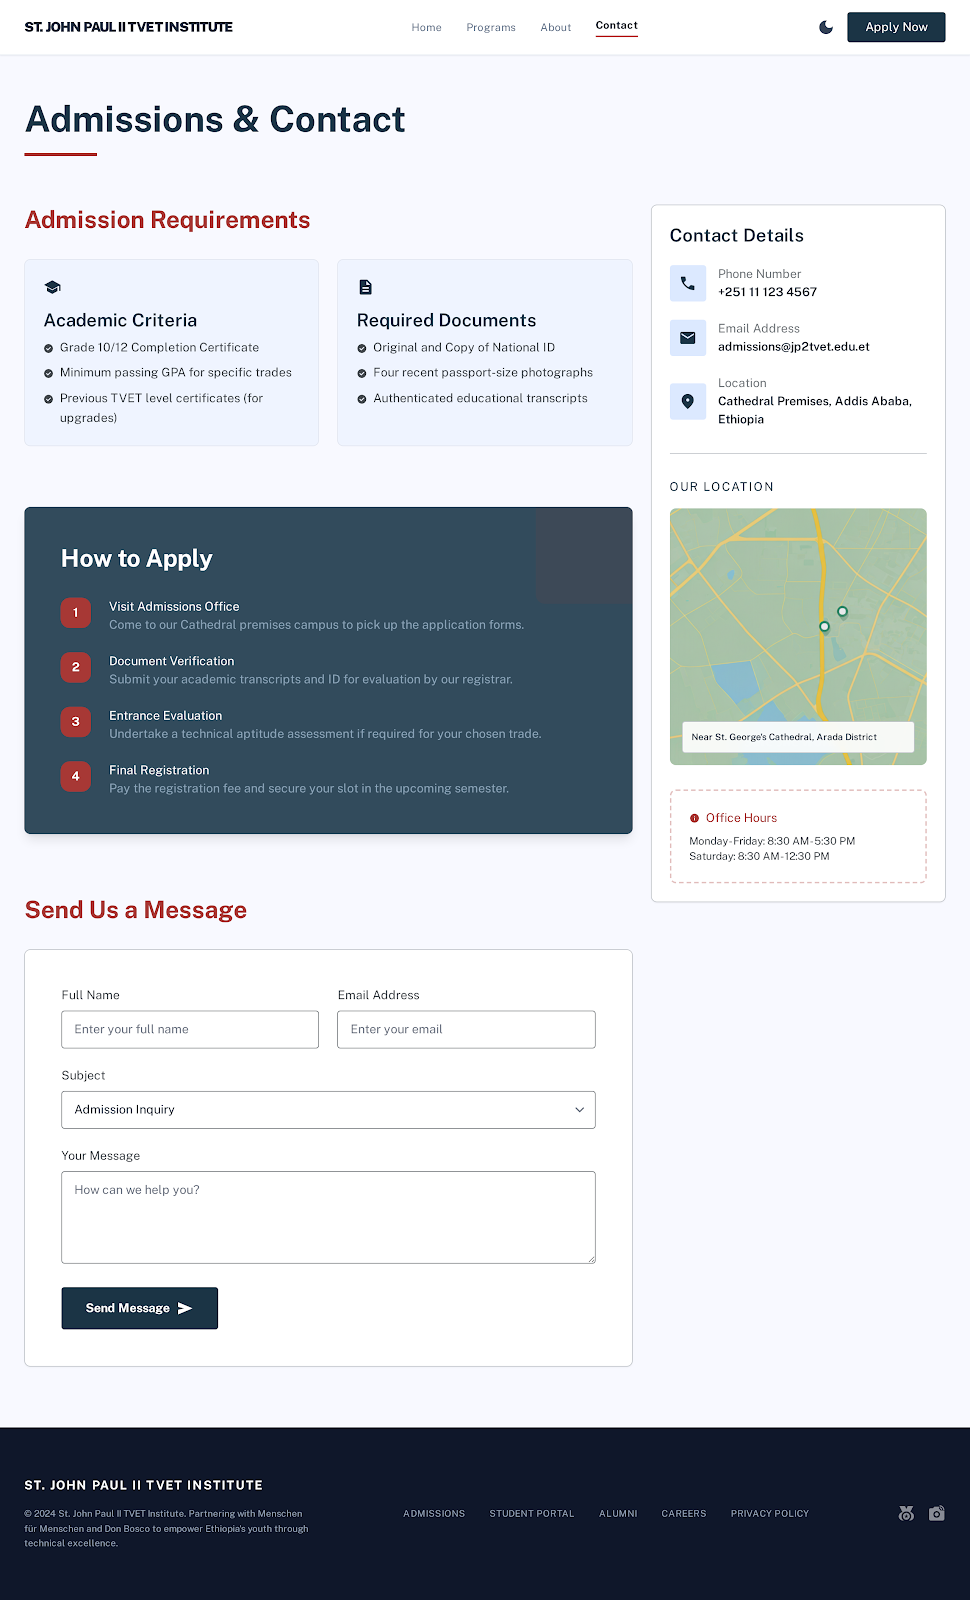 ST. JOHN PAUL II TVET INSTITUTE
Home
Programs
About
Contact
Apply Now
Admissions & Contact
Admission Requirements
Academic Criteria
Grade 10/12 Completion Certificate
Minimum passing GPA for specific trades
Previous TVET level certificates (for
upgrades)
Required Documents
Original and Copy of National ID
Four recent passport-size photographs
Authenticated educational transcripts
How to Apply
1
Visit Admissions Office
Come to our Cathedral premises campus to pick up the application forms.
2
Document Verification
Submit your academic transcripts and ID for evaluation by our registrar.
3
Entrance Evaluation
Undertake a technical aptitude assessment if required for your chosen trade.
4
Final Registration
Pay the registration fee and secure your slot in the upcoming semester.
Send Us a Message
Full Name
Enter your full name
Email Address
Enter your email
Subject
Admission Inquiry
Your Message
How can we help you?
Send Message
Contact Details
Phone Number
+251 11 123 4567
Email Address
admissions@jp2tvet.edu.et
Location
Cathedral Premises, Addis Ababa,
Ethiopia
OUR LOCATION
Near St. George's Cathedral, Arada District
Office Hours
Monday - Friday: 8:30 AM - 5:30 PM
Saturday: 8:30 AM - 12:30 PM
ST. JOHN PAUL II TVET INSTITUTE
© 2024 St. John Paul II TVET Institute. Partnering with Menschen
für Menschen and Don Bosco to empower Ethiopia's youth through
technical excellence.
ADMISSIONS
STUDENT PORTAL
ALUMNI
CAREERS
PRIVACY POLICY